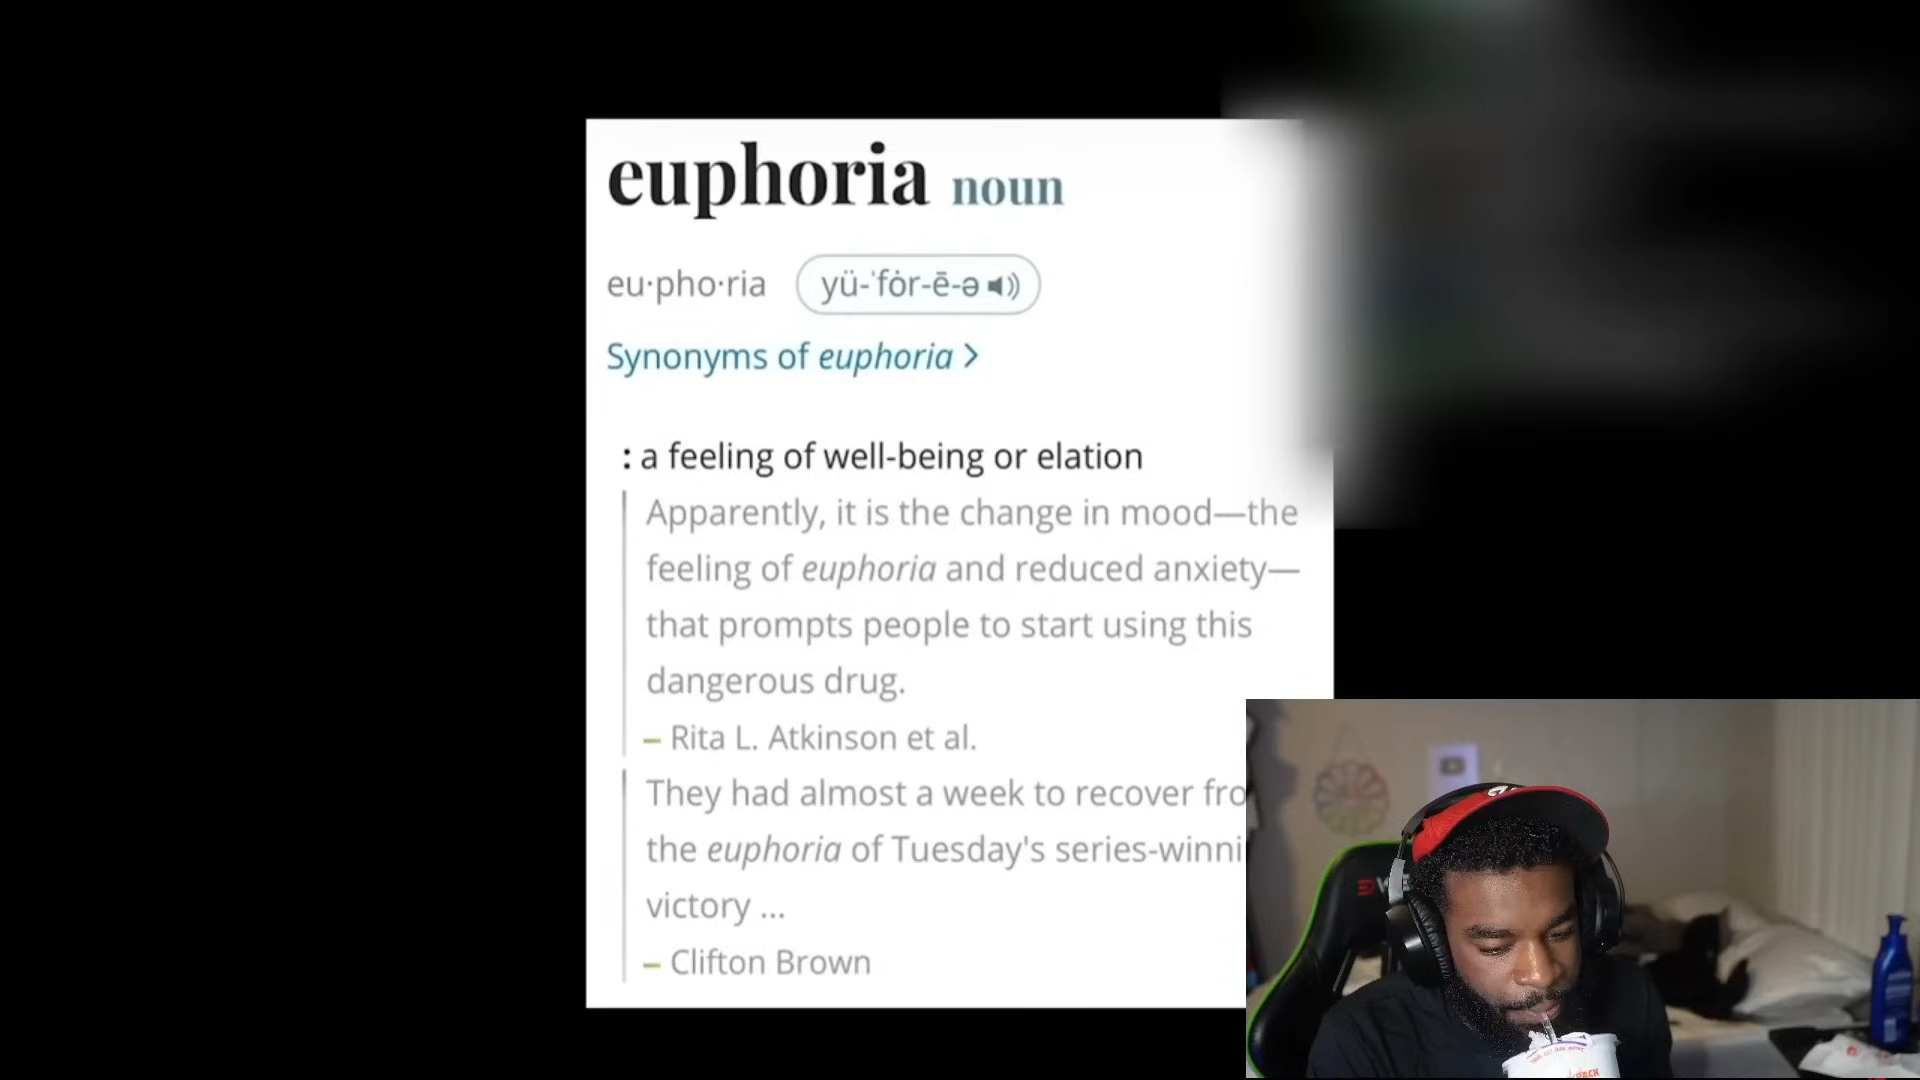 euphoria noun
eu·pho·ria yü-ˈfȯr-ē-ə
Synonyms of euphoria >
: a feeling of well-being or elation
Apparently, it is the change in mood—the
feeling of euphoria and reduced anxiety—
that prompts people to start using this
dangerous drug.
– Rita L. Atkinson et al.
They had almost a week to recover fro
the euphoria of Tuesday's series-winni
victory ...
– Clifton Brown